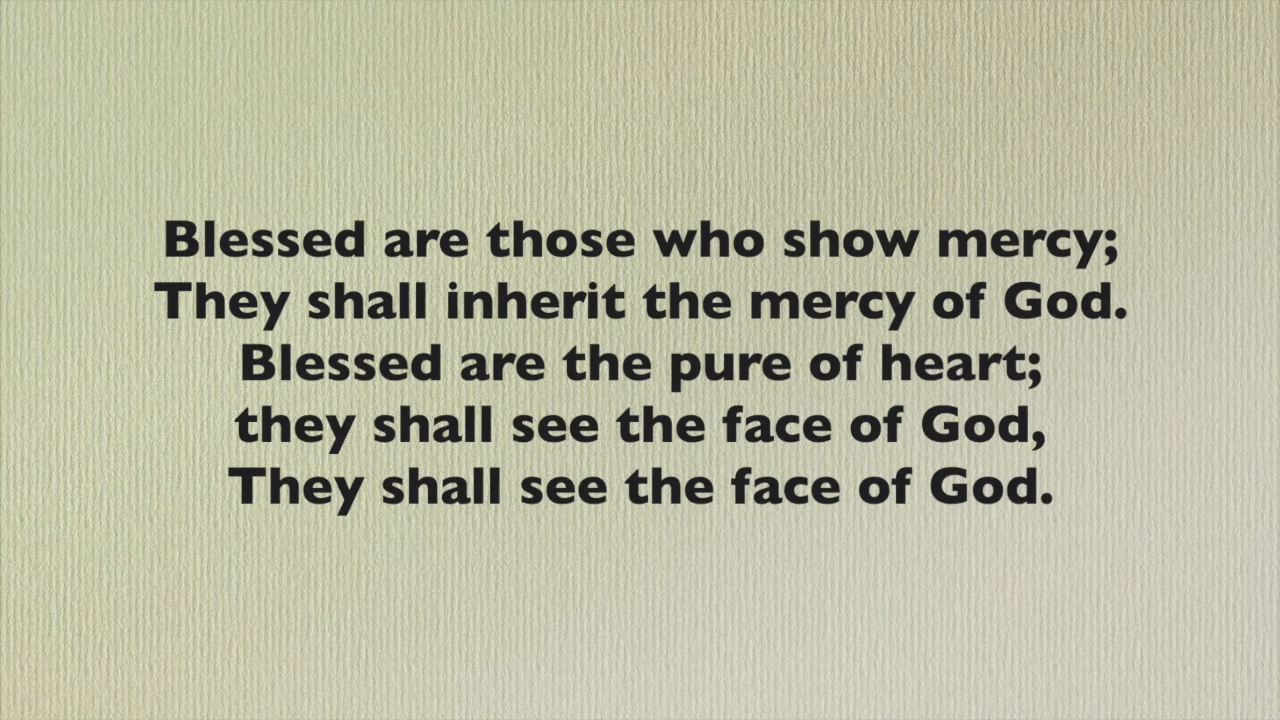 Blessed are those who show mercy;
They shall inherit the mercy of God.
Blessed are the pure of heart;
they shall see the face of God,
They shall see the face of God.